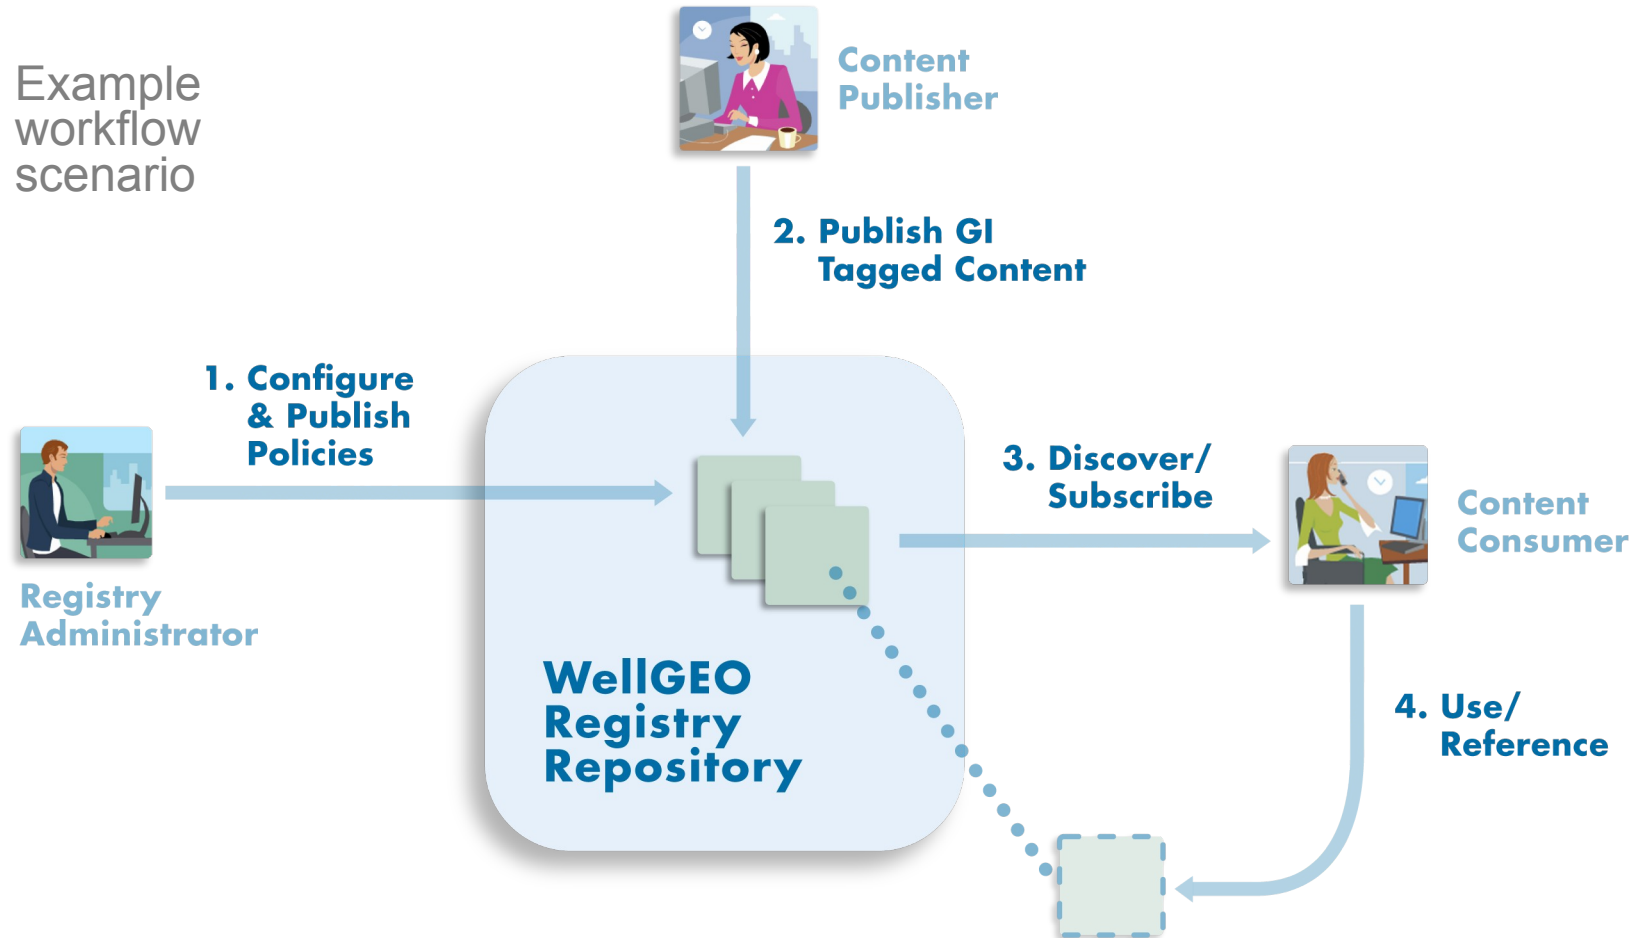 Example
workflow
scenario
Content
Publisher
2. Publish GI
Tagged Content
1. Configure
& Publish
Policies
Registry
Administrator
3. Discover/
Subscribe
Content
Consumer
WellGEO
Registry
Repository
4. Use/
Reference